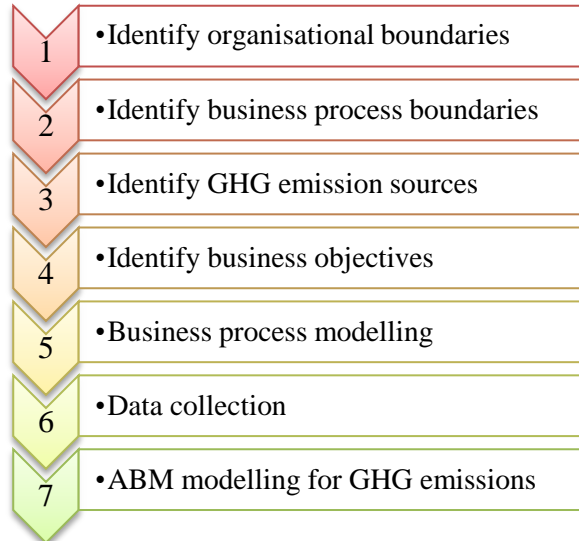 1 •Identify organisational boundaries
2 •Identify business process boundaries
3 •Identify GHG emission sources
4 •Identify business objectives
5 •Business process modelling
6 •Data collection
7 •ABM modelling for GHG emissions